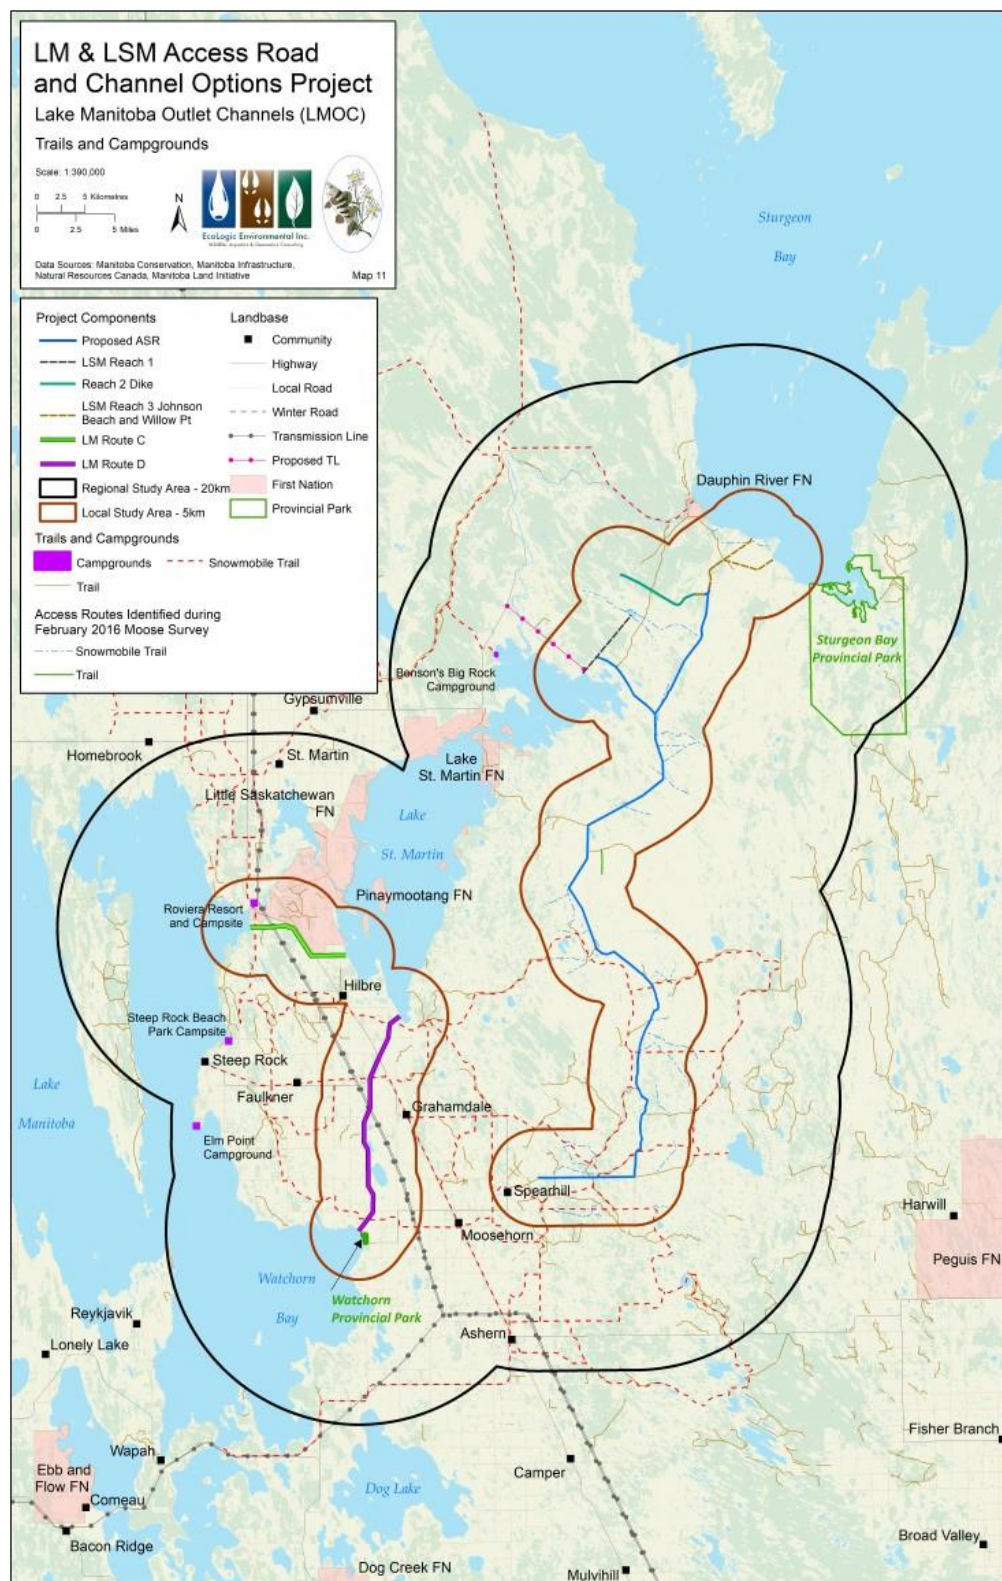 LM & LSM Access Road
and Channel Options Project
Lake Manitoba Outlet Channels (LMOC)
Trails and Campgrounds
Scale: 1:390,000
0 2.5 5 Kilometres
0 2.5 5 Miles
N
EcoLogic Environmental Inc.
Data Sources: Manitoba Conservation, Manitoba Infrastructure,
Natural Resources Canada, Manitoba Land Initiative
Map 11
Project Components
Proposed ASR
LSM Reach 1
Reach 2 Dike
LSM Reach 3 Johnson
Beach and Willow Pt
LM Route C
LM Route D
Regional Study Area - 20km
Local Study Area - 5km
Landbase
Community
Highway
Local Road
Winter Road
Transmission Line
Proposed TL
First Nation
Provincial Park
Trails and Campgrounds
Campgrounds
Snowmobile Trail
Trail
Access Routes Identified during
February 2016 Moose Survey
Snowmobile Trail
Trail
Sturgeon
Bay
Dauphin River FN
Sturgeon Bay
Provincial Park
Benson's Big Rock
Campground
Gypsumville
Homebrook
St. Martin
Lake
St. Martin FN
Little Saskatchewan
FN
Lake
St. Martin
Pinaymootang FN
Roviera Resort
and Campsite
Hilbre
Steep Rock Beach
Park Campsite
Steep Rock
Faulkner
Lake
Manitoba
Grahamdale
Elm Point
Campground
Spearhill
Harwill
Moosehorn
Peguis FN
Watchorn
Bay
Watchorn
Provincial Park
Reykjavik
Lonely Lake
Ashern
Fisher Branch
Wapah
Camper
Ebb and
Flow FN
Comeau
Dog Lake
Bacon Ridge
Broad Valley
Dog Creek FN
Mulvihill